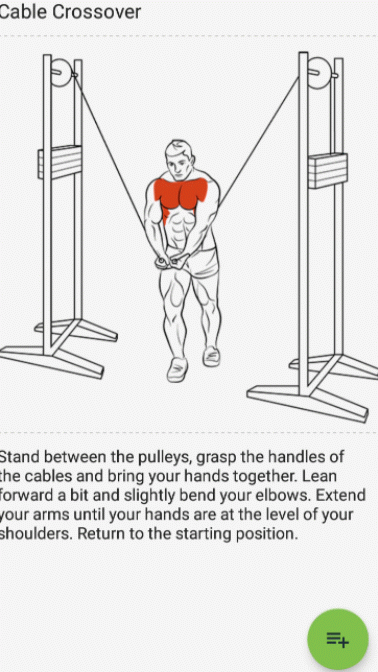 Cable Crossover
Stand between the pulleys, grasp the handles of
the cables and bring your hands together. Lean
forward a bit and slightly bend your elbows. Extend
your arms until your hands are at the level of your
shoulders. Return to the starting position.